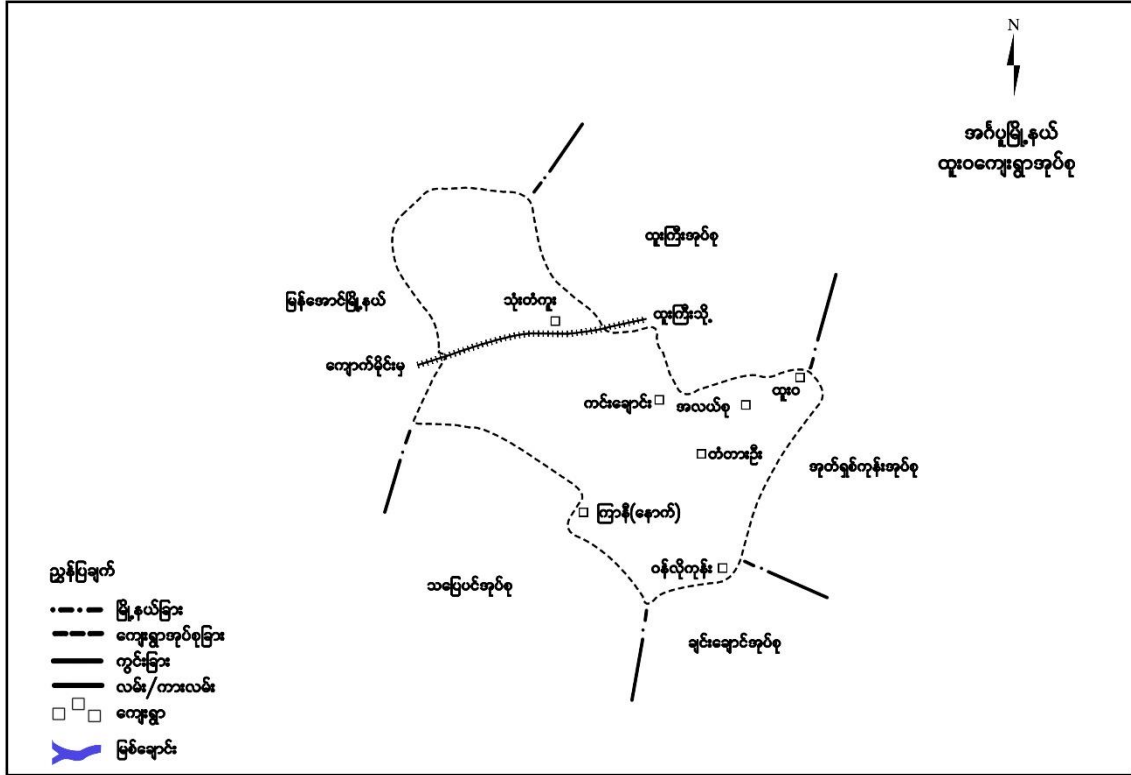 N
အင်္ဂပူမြို့နယ်
ထူးဝကျေးရွာအုပ်စု
ထူးကြီးအုပ်စု
မြန်အောင်မြို့နယ်
သုံးတံကူး
ထူးကြီးသို့
ကျောက်မိုင်းမှ
ထူးဝ
ကင်းချောင်း
အလယ်စု
တံတားဦး
အုတ်ရှစ်ကုန်းအုပ်စု
ကြာနီ(နောက်)
ဝန်လိုကုန်း
သပြေပင်အုပ်စု
ချင်းချောင်အုပ်စု
ညွှန်ပြချက်
မြို့နယ်ခြား
ကျေးရွာအုပ်စုခြား
ကွင်းခြား
လမ်း/ကားလမ်း
ကျေးရွာ
မြစ်ချောင်း